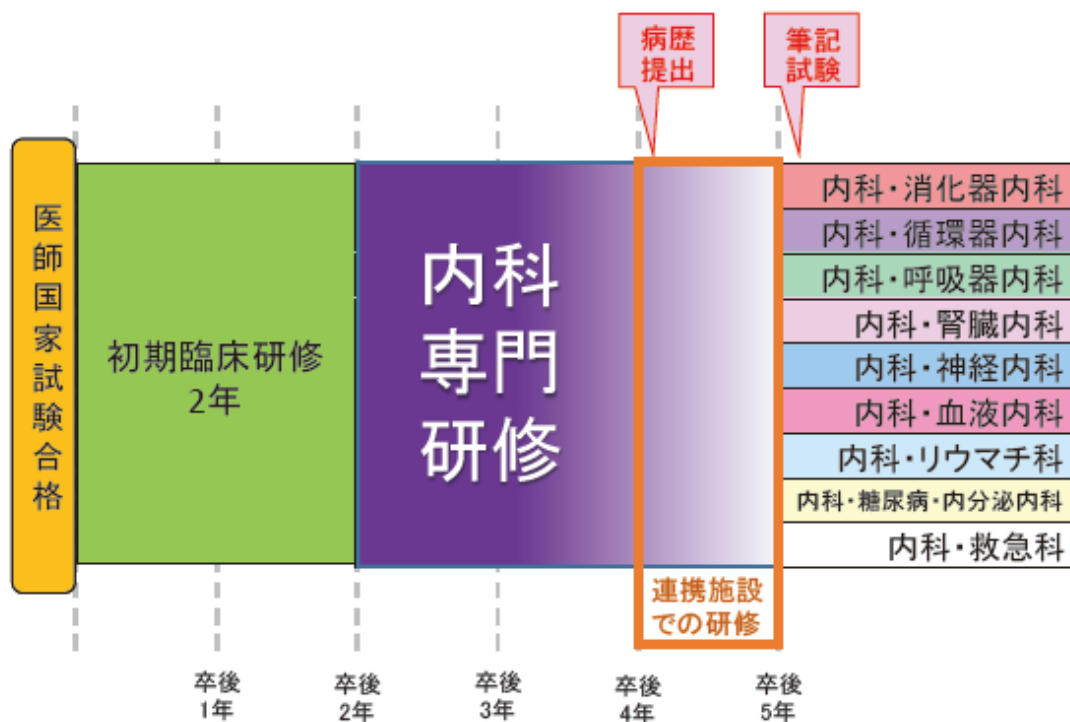 病歴
提出
筆記
試験
医師国家試験合格
初期臨床研修
2年
内科
専門
研修
内科・消化器内科
内科・循環器内科
内科・呼吸器内科
内科・腎臓内科
内科・神経内科
内科・血液内科
内科・リウマチ科
内科・糖尿病・内分泌内科
内科・救急科
連携施設
での研修
卒後
1年
卒後
2年
卒後
3年
卒後
4年
卒後
5年